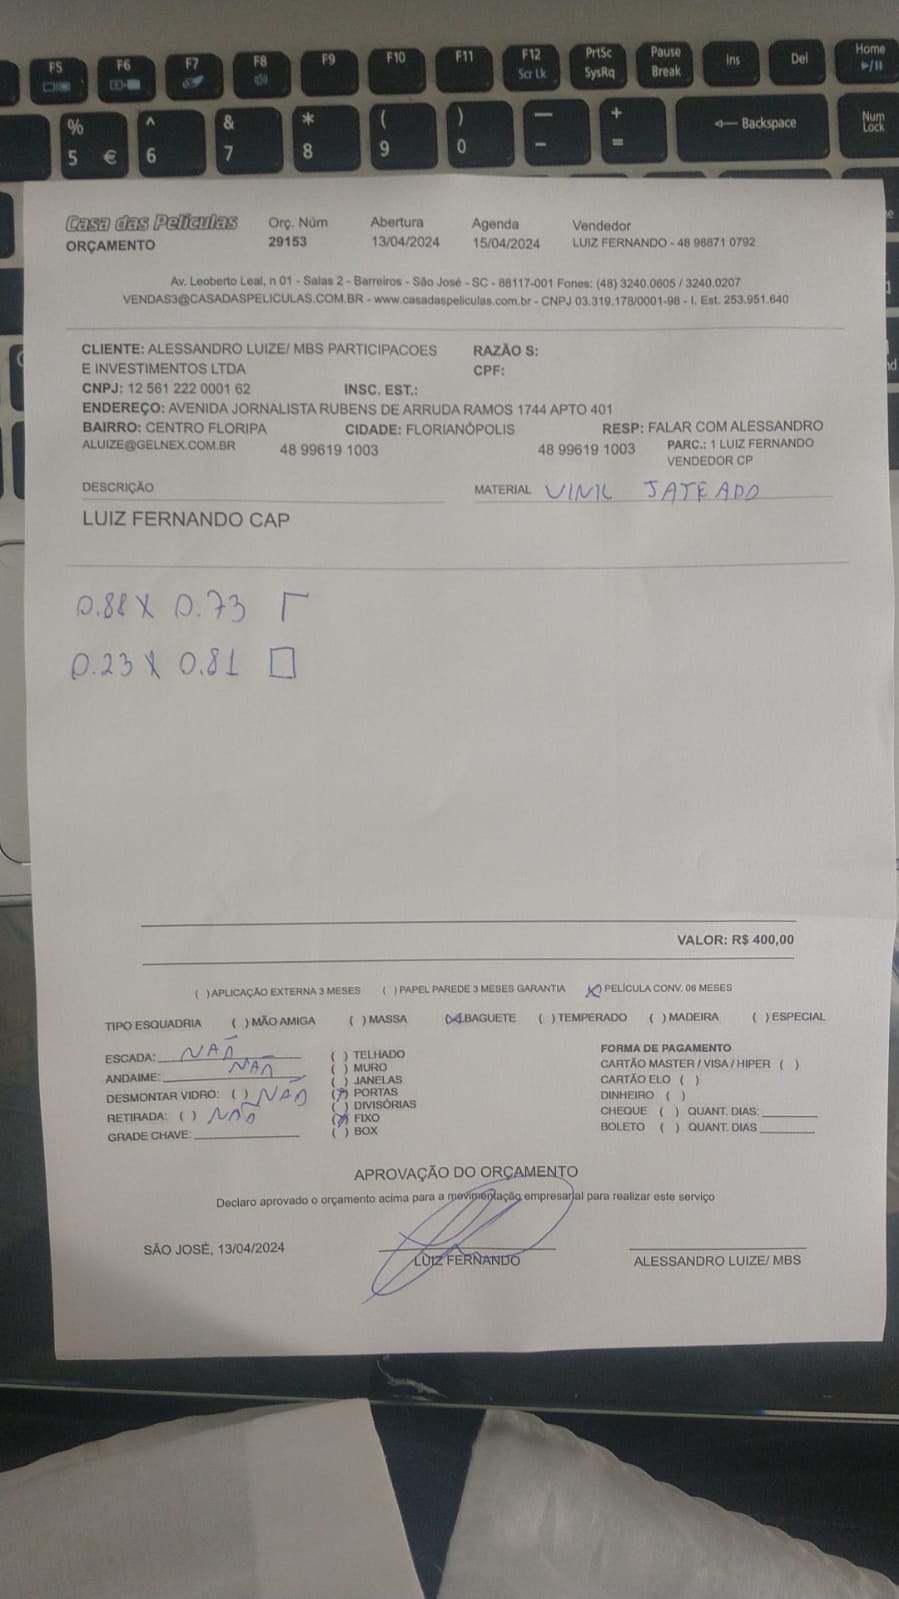 F5 F6 F7 F8 F9 F10 F11 F12 PrtSc Pause Ins Del Home
Scr Lk SysRq Break
% ^ & * ( ) — + ← Backspace Num Lock
5 € 6 7 8 9 0 - =
Casa das Películas Orç. Núm Abertura Agenda Vendedor
ORÇAMENTO 29153 13/04/2024 15/04/2024 LUIZ FERNANDO - 48 98871 0792
Av. Leoberto Leal, n 01 - Salas 2 - Barreiros - São José - SC - 88117-001 Fones: (48) 3240.0605 / 3240.0207
VENDAS3@CASADASPELICULAS.COM.BR - www.casadaspeliculas.com.br - CNPJ 03.319.178/0001-98 - I. Est. 253.951.640
CLIENTE: ALESSANDRO LUIZE/ MBS PARTICIPACOES RAZÃO S:
E INVESTIMENTOS LTDA CPF:
CNPJ: 12 561 222 0001 62 INSC. EST.:
ENDEREÇO: AVENIDA JORNALISTA RUBENS DE ARRUDA RAMOS 1744 APTO 401
BAIRRO: CENTRO FLORIPA CIDADE: FLORIANÓPOLIS RESP: FALAR COM ALESSANDRO
ALUIZE@GELNEX.COM.BR 48 99619 1003 48 99619 1003 PARC.: 1 LUIZ FERNANDO
VENDEDOR CP
DESCRIÇÃO MATERIAL VINIL JATEADO
LUIZ FERNANDO CAP
0.88 X 0.73
0.23 X 0.81
VALOR: R$ 400,00
( ) APLICAÇÃO EXTERNA 3 MESES ( ) PAPEL PAREDE 3 MESES GARANTIA (X) PELÍCULA CONV. 06 MESES
TIPO ESQUADRIA ( ) MÃO AMIGA ( ) MASSA (X) BAGUETE ( ) TEMPERADO ( ) MADEIRA ( ) ESPECIAL
ESCADA: NAÕ ( ) TELHADO FORMA DE PAGAMENTO
ANDAIME: NAÕ ( ) MURO CARTÃO MASTER / VISA / HIPER ( )
( ) JANELAS CARTÃO ELO ( )
DESMONTAR VIDRO: ( ) NÃO (X) PORTAS DINHEIRO ( )
RETIRADA: ( ) NÃO ( ) DIVISÓRIAS CHEQUE ( ) QUANT. DIAS:
(X) FIXO
GRADE CHAVE: ( ) BOX BOLETO ( ) QUANT. DIAS
APROVAÇÃO DO ORÇAMENTO
Declaro aprovado o orçamento acima para a movimentação empresarial para realizar este serviço
SÃO JOSÉ, 13/04/2024
LUIZ FERNANDO ALESSANDRO LUIZE/ MBS